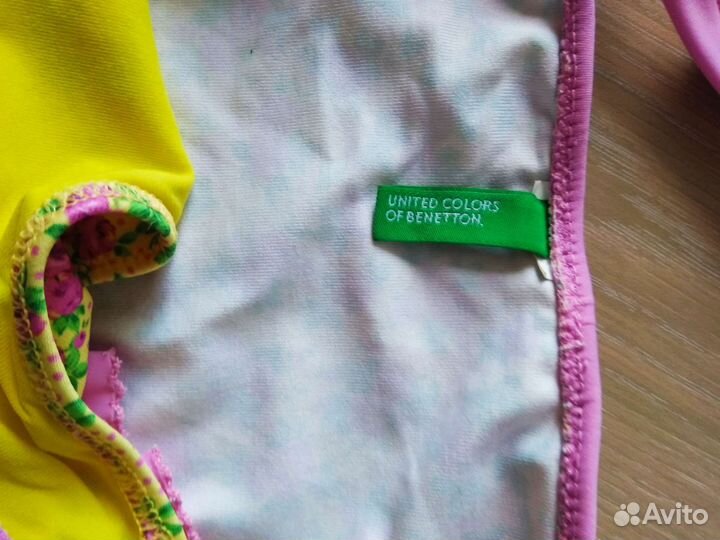 UNITED COLORS
OF BENETTON.
Avito